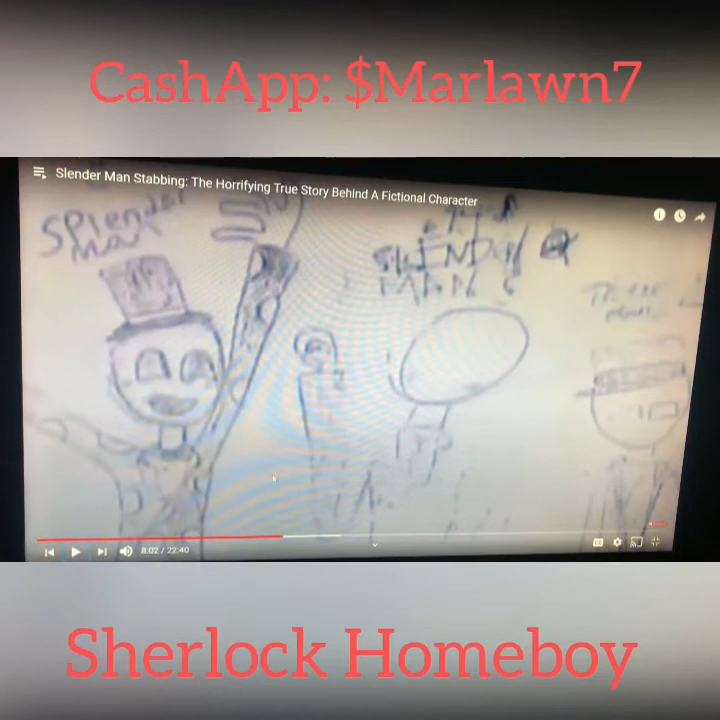 CashApp: $Marlawn7
Slender Man Stabbing: The Horrifying True Story Behind A Fictional Character
SPlender
Man
8:02 / 22:40
Sherlock Homeboy